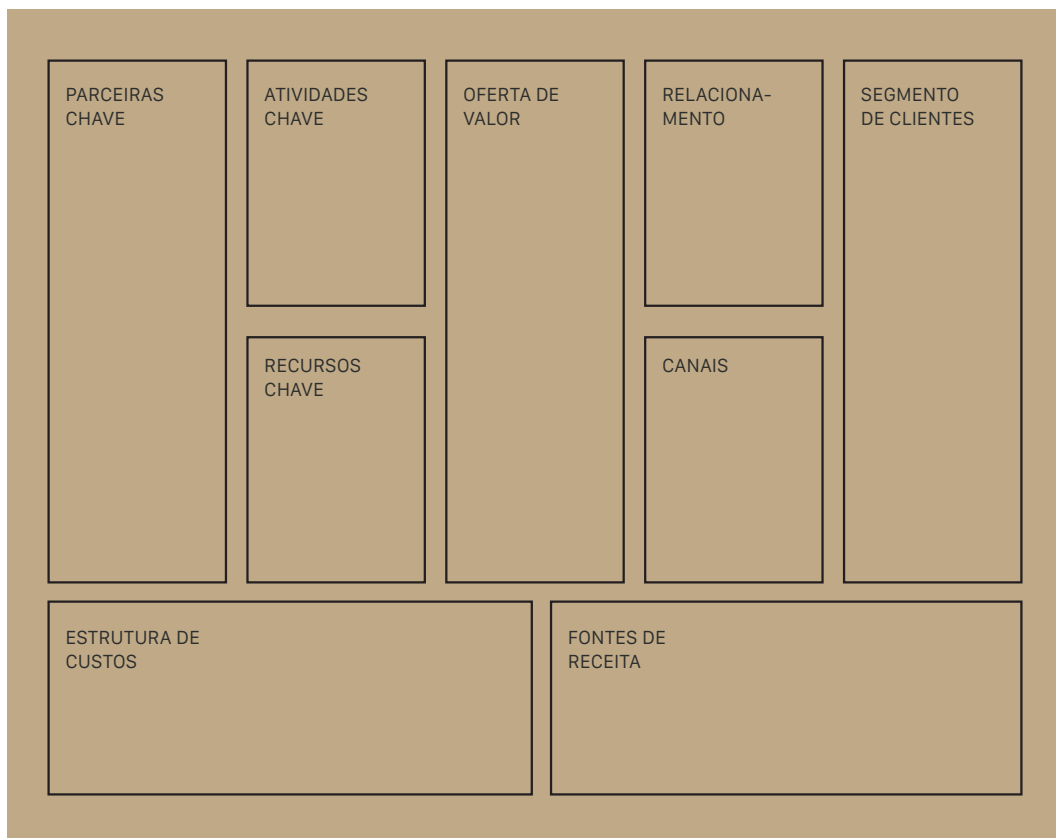 PARCEIRAS
CHAVE
ATIVIDADES
CHAVE
OFERTA DE
VALOR
RELACIONA-
MENTO
SEGMENTO
DE CLIENTES
RECURSOS
CHAVE
CANAIS
ESTRUTURA DE
CUSTOS
FONTES DE
RECEITA